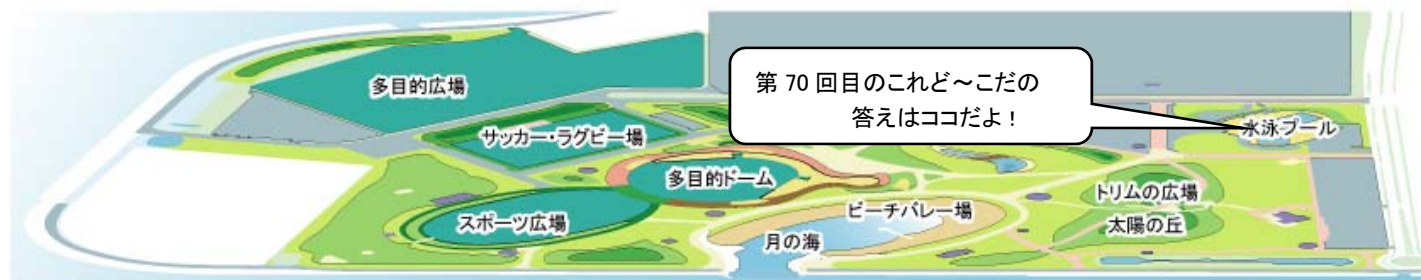 多目的広場
第 70 回目のこれど~こだの
答えはココだよ!
サッカー・ラグビー場
水泳プール
多目的ドーム
トリムの広場
スポーツ広場
ビーチバレー場
太陽の丘
月の海